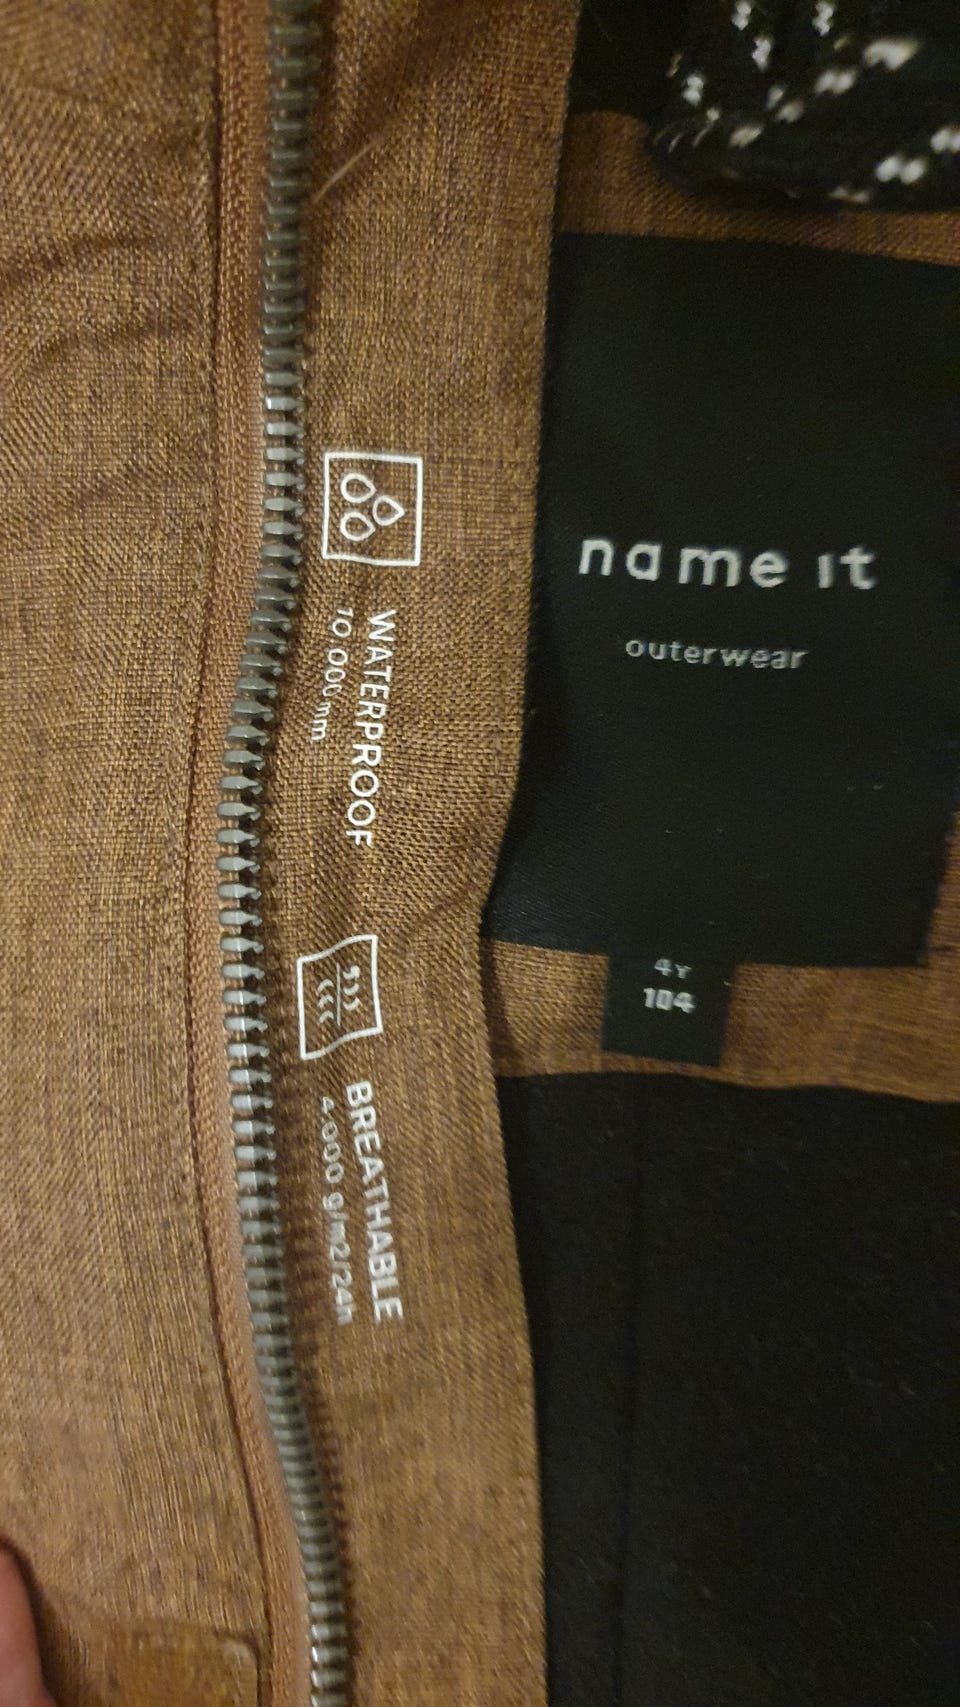 WATERPROOF
10 000 mm
BREATHABLE
4 000 g/m2/24h
name it
outerwear
4Y
104